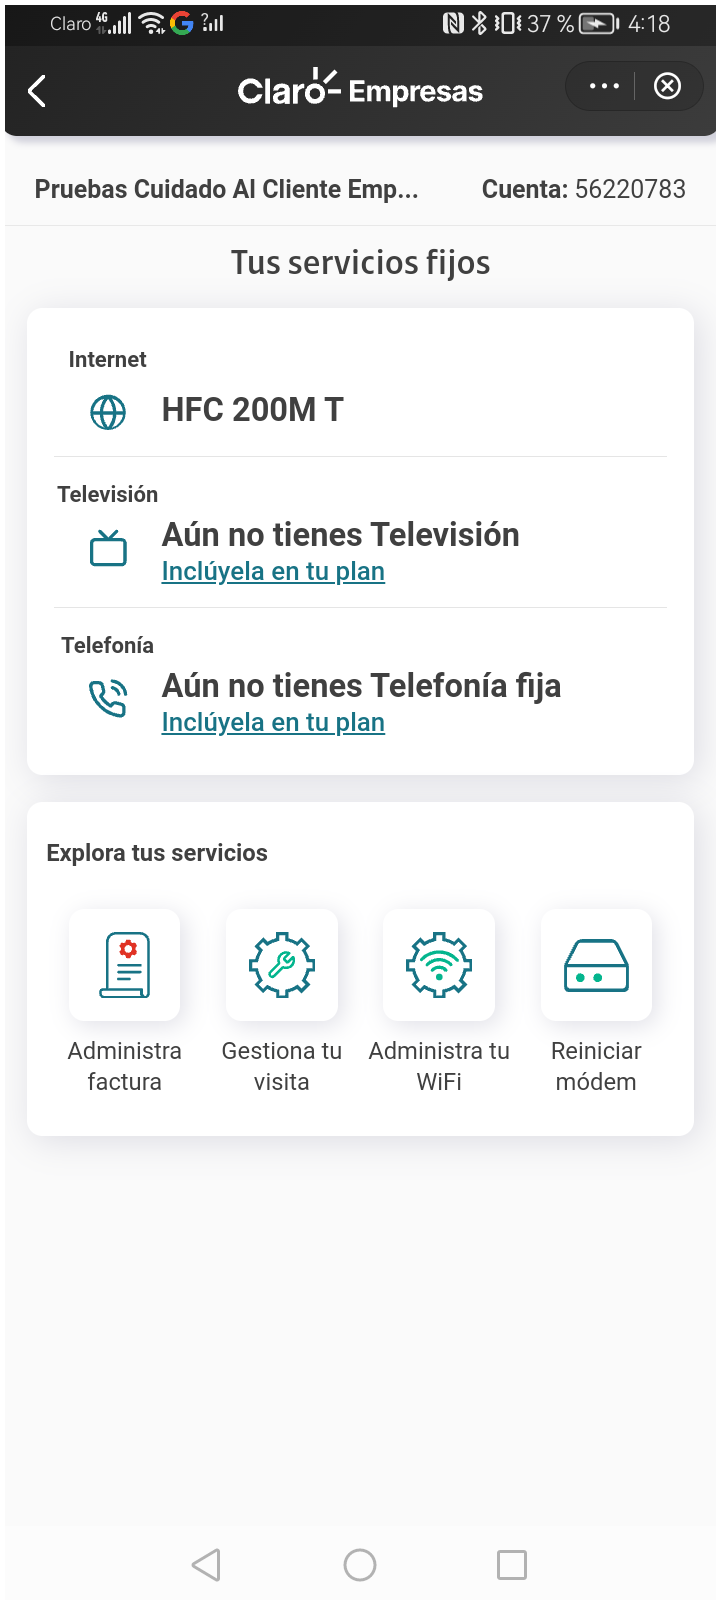 Claro 4G ? 37 % 4:18
Claro Empresas
Pruebas Cuidado Al Cliente Emp... Cuenta: 56220783
Tus servicios fijos
Internet
HFC 200M T
Televisión
Aún no tienes Televisión
Inclúyela en tu plan
Telefonía
Aún no tienes Telefonía fija
Inclúyela en tu plan
Explora tus servicios
Administra factura
Gestiona tu visita
Administra tu WiFi
Reiniciar módem